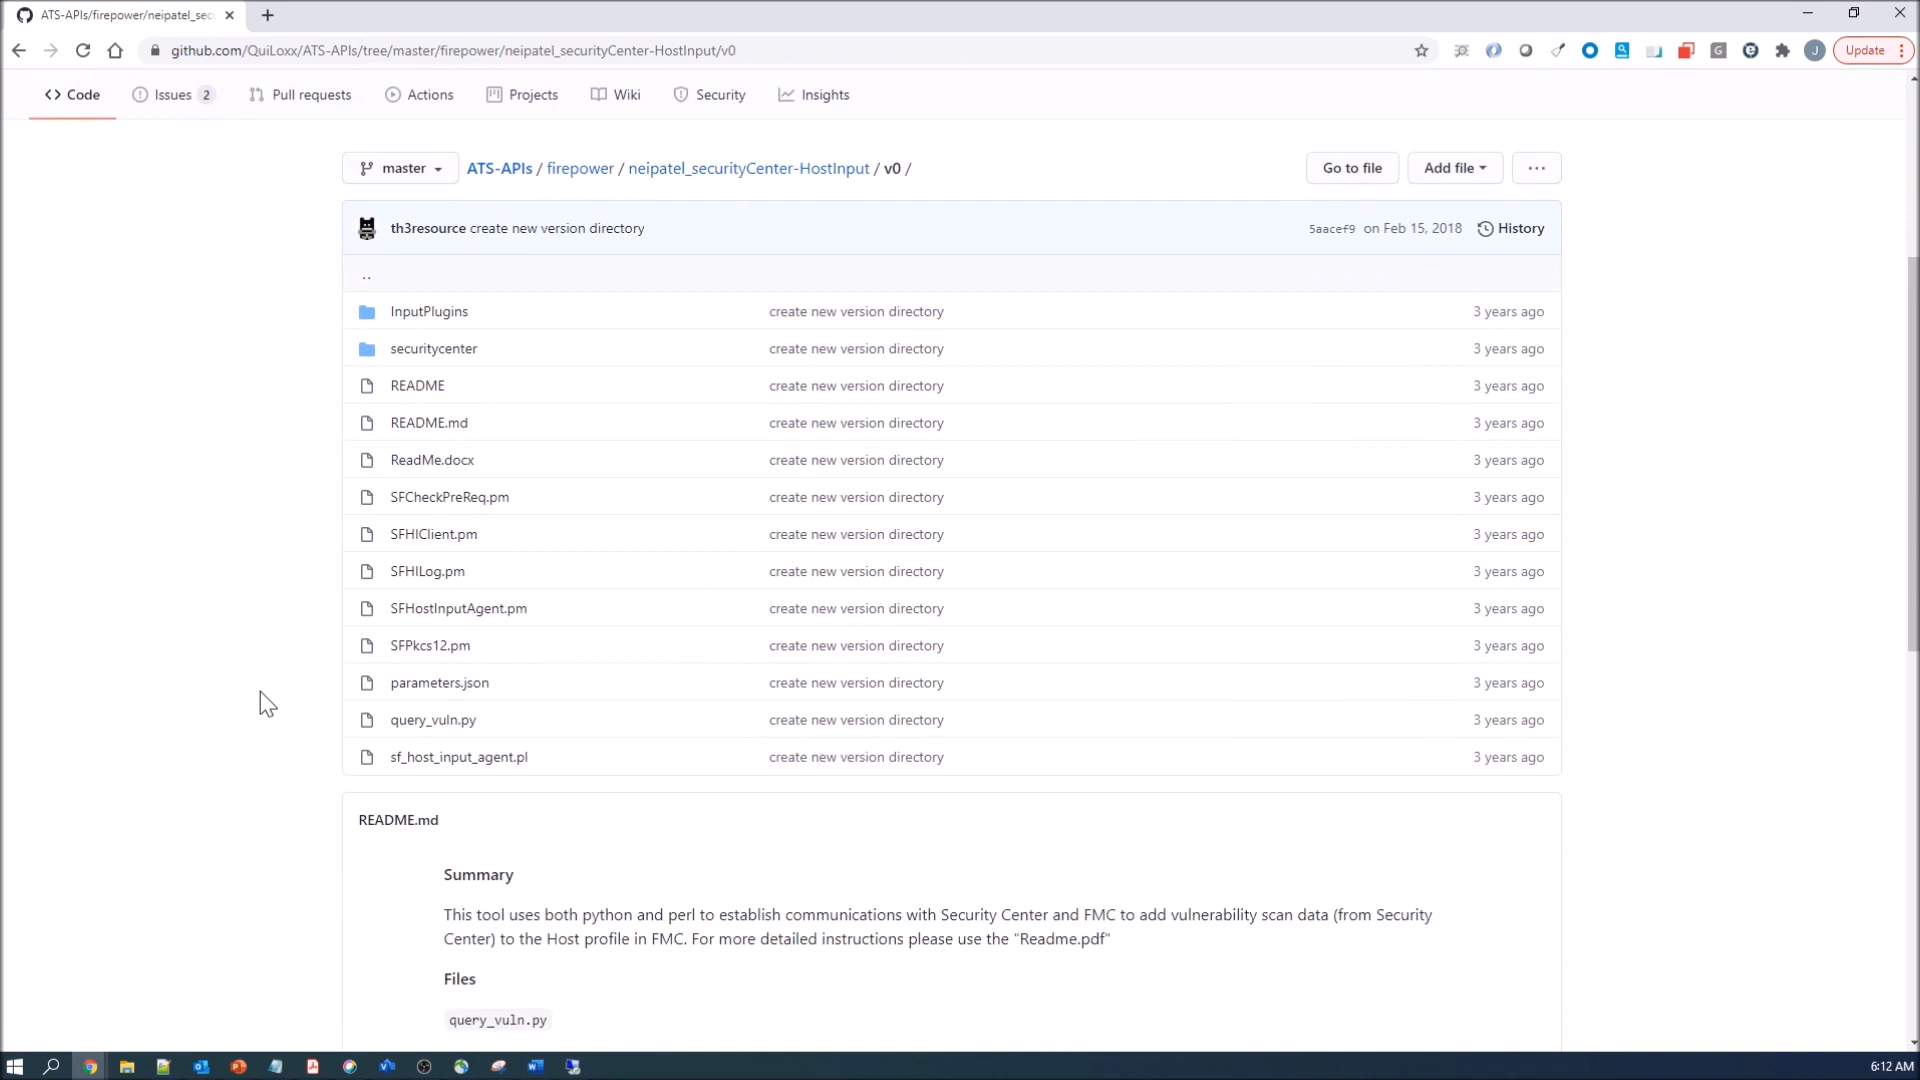 ATS-APIs/firepower/neipatel_sec
github.com/QuiLoxx/ATS-APIs/tree/master/firepower/neipatel_securityCenter-HostInput/v0
J
Update
Code
Issues 2
Pull requests
Actions
Projects
Wiki
Security
Insights
master
ATS-APIs / firepower / neipatel_securityCenter-HostInput / v0 /
Go to file
Add file
th3resource create new version directory
5aacef9 on Feb 15, 2018
History
..
InputPlugins create new version directory 3 years ago
securitycenter create new version directory 3 years ago
README create new version directory 3 years ago
README.md create new version directory 3 years ago
ReadMe.docx create new version directory 3 years ago
SFCheckPreReq.pm create new version directory 3 years ago
SFHIClient.pm create new version directory 3 years ago
SFHILog.pm create new version directory 3 years ago
SFHostInputAgent.pm create new version directory 3 years ago
SFPkcs12.pm create new version directory 3 years ago
parameters.json create new version directory 3 years ago
query_vuln.py create new version directory 3 years ago
sf_host_input_agent.pl create new version directory 3 years ago
README.md
Summary
This tool uses both python and perl to establish communications with Security Center and FMC to add vulnerability scan data (from Security
Center) to the Host profile in FMC. For more detailed instructions please use the "Readme.pdf"
Files
query_vuln.py
6:12 AM